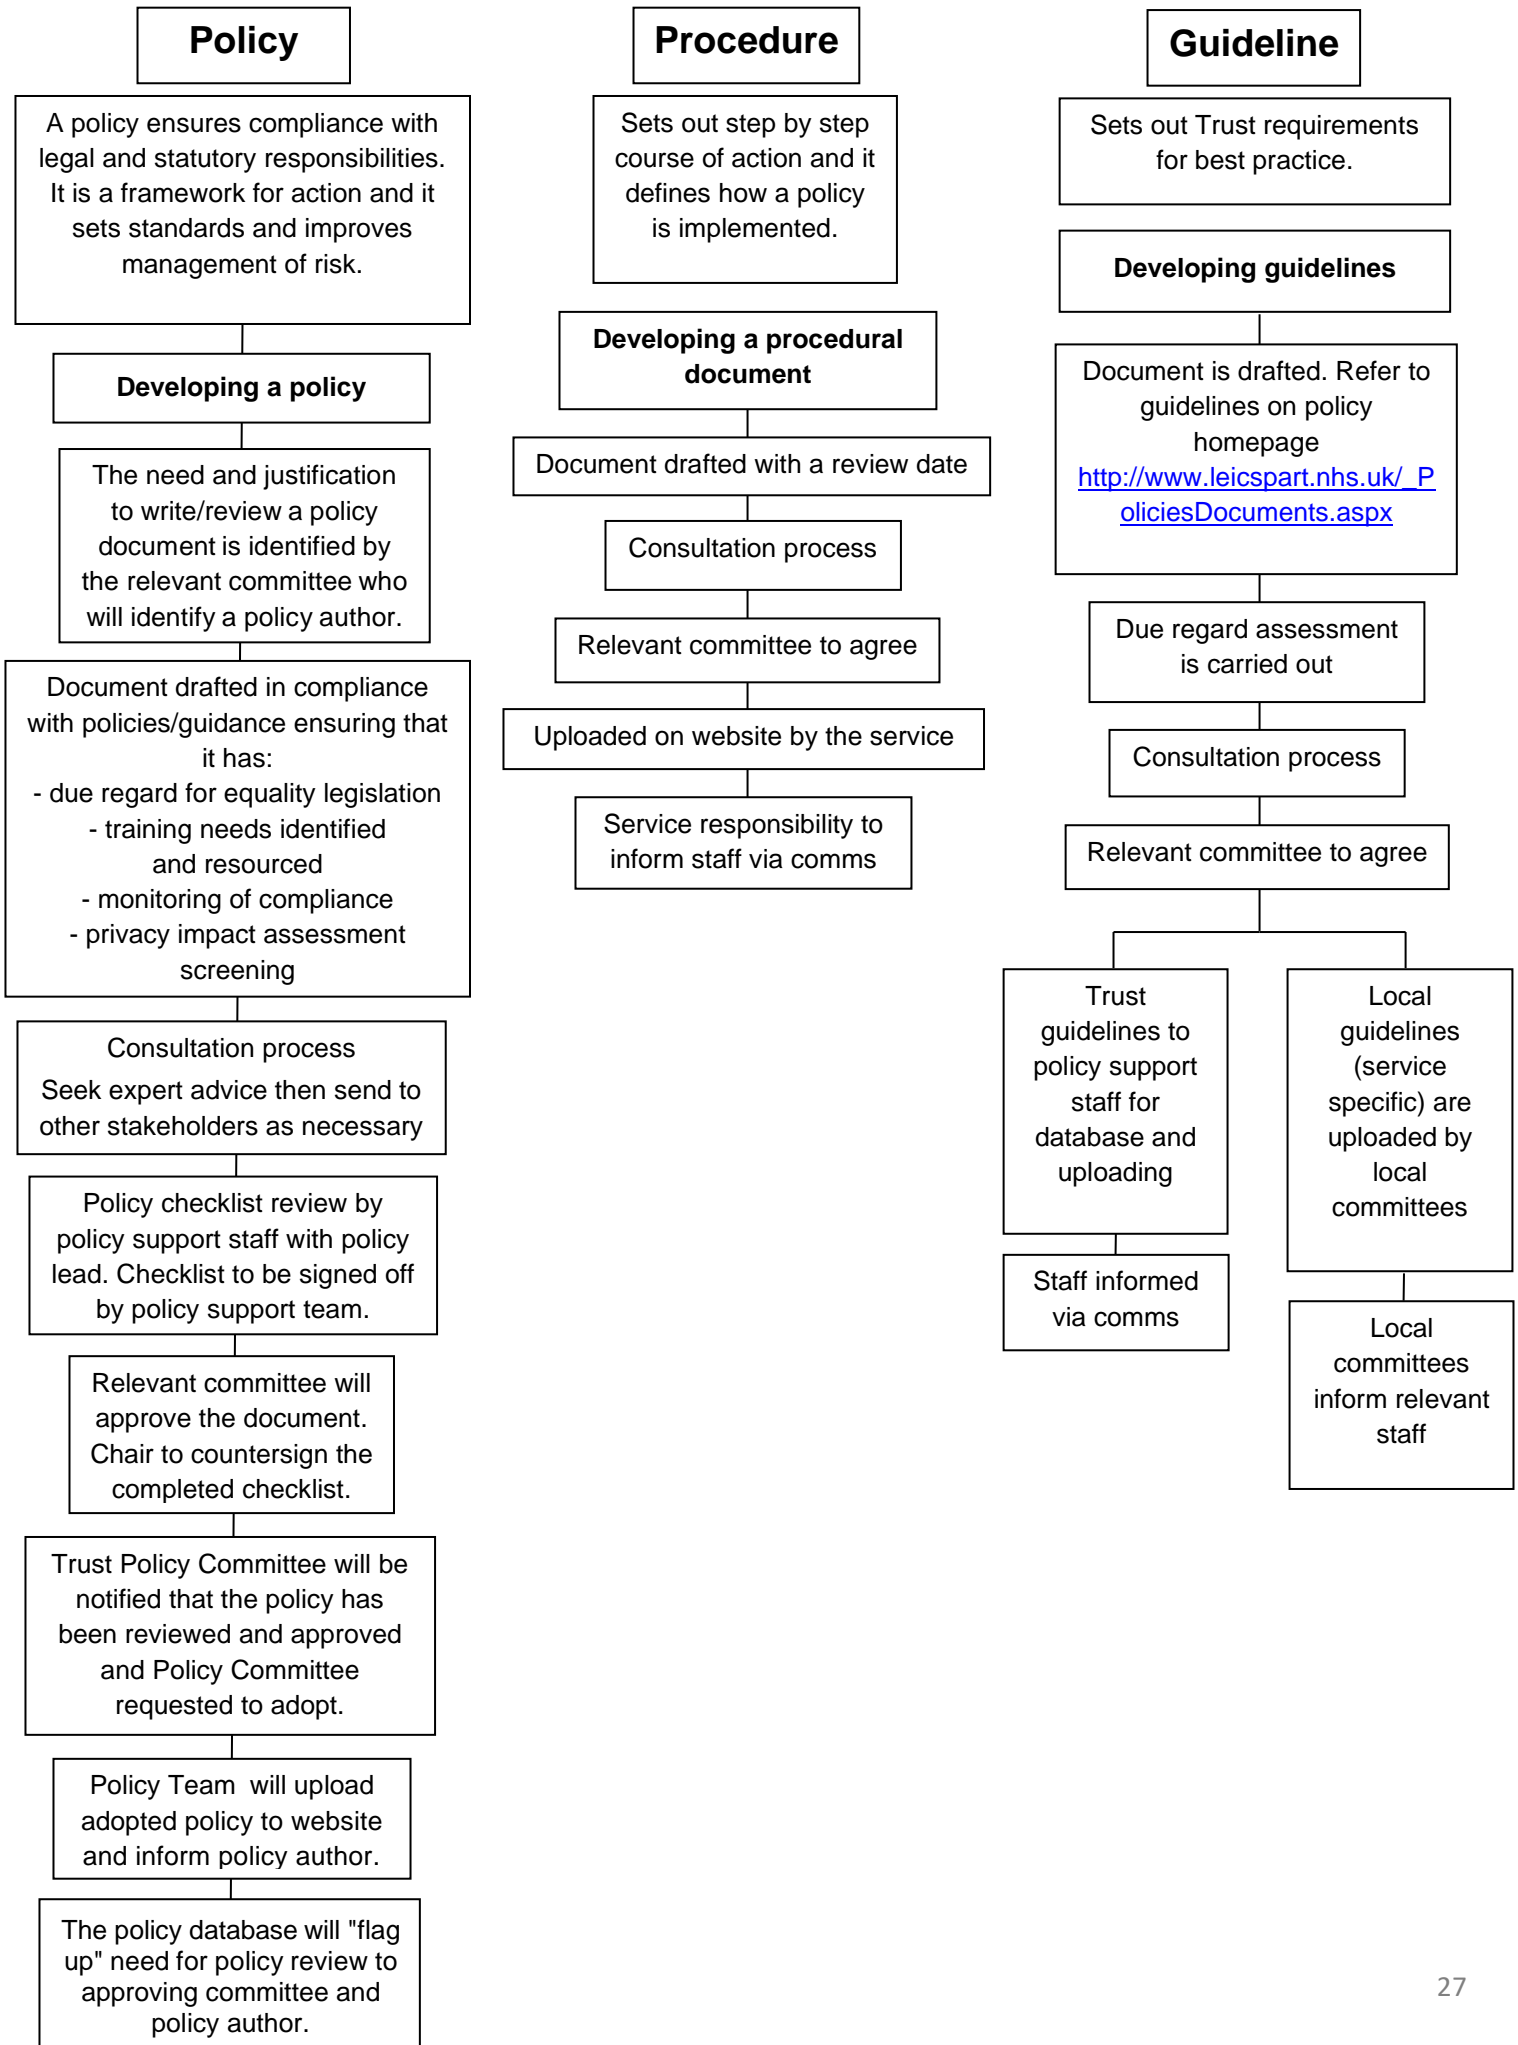 Policy
A policy ensures compliance with
legal and statutory responsibilities.
It is a framework for action and it
sets standards and improves
management of risk.
Developing a policy
The need and justification
to write/review a policy
document is identified by
the relevant committee who
will identify a policy author.
Document drafted in compliance
with policies/guidance ensuring that
it has:
- due regard for equality legislation
- training needs identified
and resourced
- monitoring of compliance
- privacy impact assessment
screening
Consultation process
Seek expert advice then send to
other stakeholders as necessary
Policy checklist review by
policy support staff with policy
lead. Checklist to be signed off
by policy support team.
Relevant committee will
approve the document.
Chair to countersign the
completed checklist.
Trust Policy Committee will be
notified that the policy has
been reviewed and approved
and Policy Committee
requested to adopt.
Policy Team  will upload
adopted policy to website
and inform policy author.
The policy database will "flag
up" need for policy review to
approving committee and
policy author.
Procedure
Sets out step by step
course of action and it
defines how a policy
is implemented.
Developing a procedural
document
Document drafted with a review date
Consultation process
Relevant committee to agree
Uploaded on website by the service
Service responsibility to
inform staff via comms
Guideline
Sets out Trust requirements
for best practice.
Developing guidelines
Document is drafted. Refer to
guidelines on policy
homepage
http://www.leicspart.nhs.uk/_P
oliciesDocuments.aspx
Due regard assessment
is carried out
Consultation process
Relevant committee to agree
Trust
guidelines to
policy support
staff for
database and
uploading
Staff informed
via comms
Local
guidelines
(service
specific) are
uploaded by
local
committees
Local
committees
inform relevant
staff
27